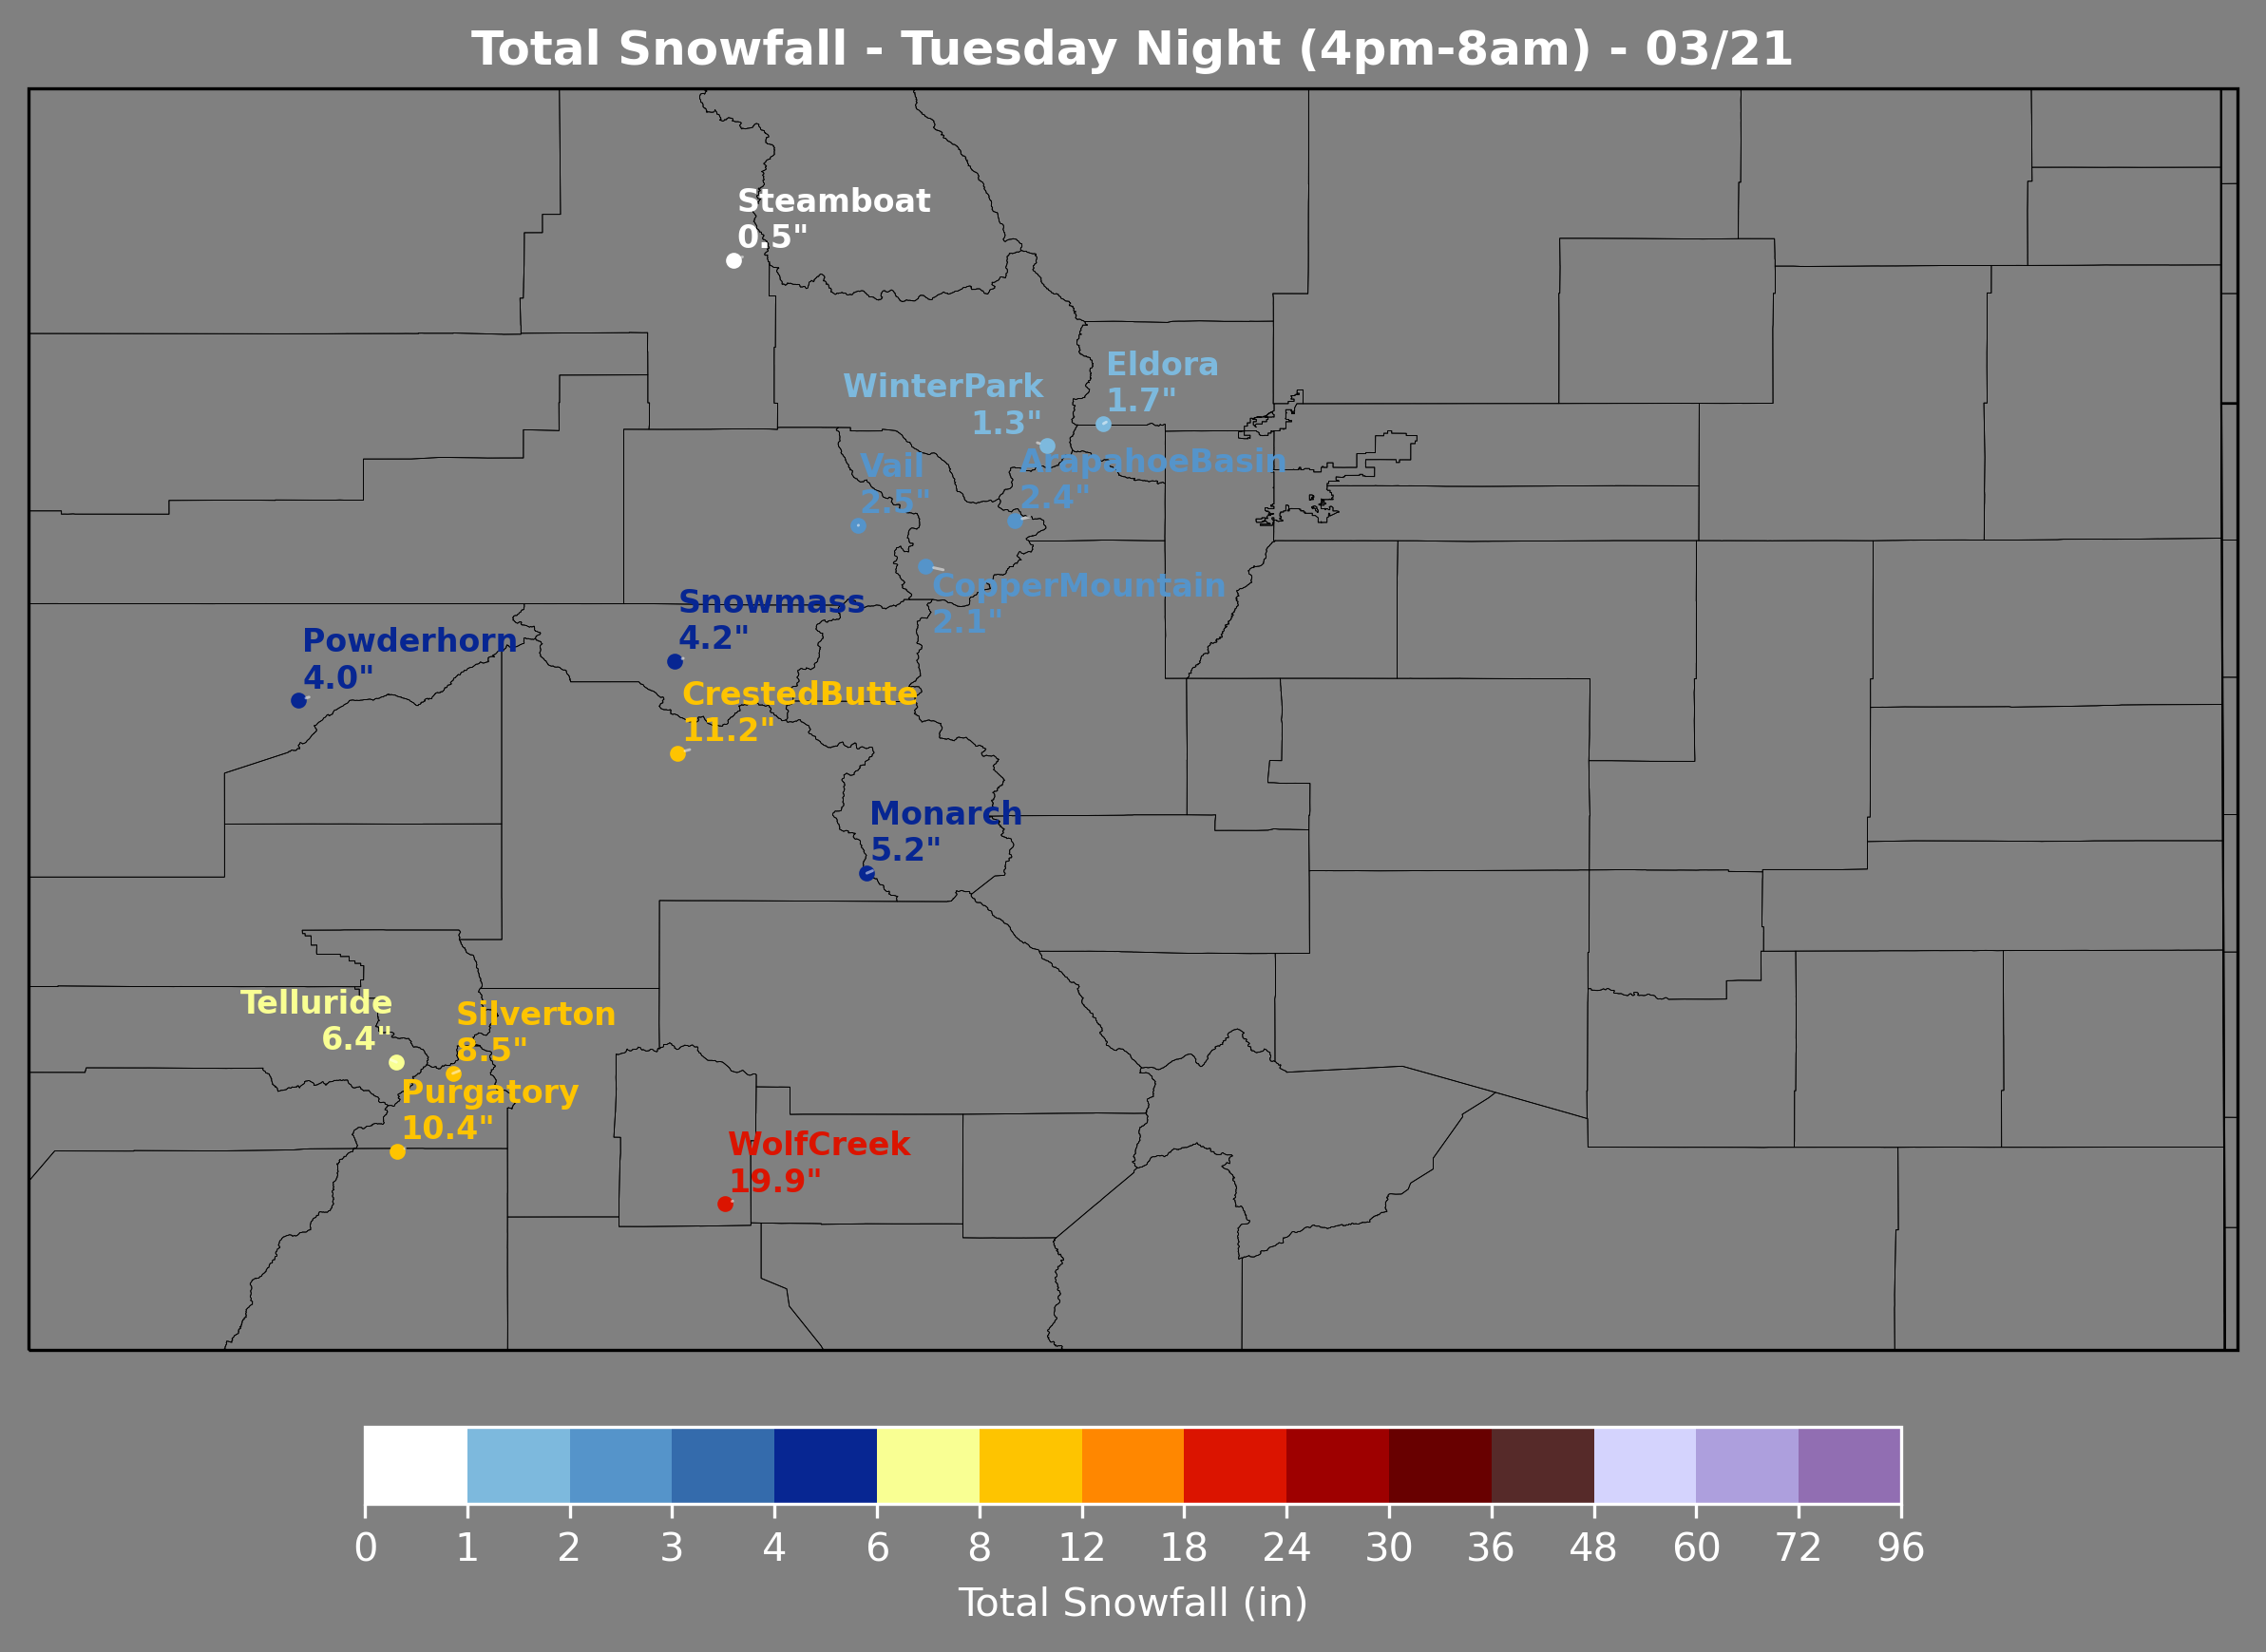 Total Snowfall - Tuesday Night (4pm-8am) - 03/21
Steamboat
0.5"
Eldora
1.7"
WinterPark
1.3"
Vail
2.5"
ArapahoeBasin
2.4"
CopperMountain
2.1"
Snowmass
4.2"
Powderhorn
4.0"
CrestedButte
11.2"
Monarch
5.2"
Telluride
6.4"
Silverton
8.5"
Purgatory
10.4"
WolfCreek
19.9"
0 1 2 3 4 6 8 12 18 24 30 36 48 60 72 96
Total Snowfall (in)